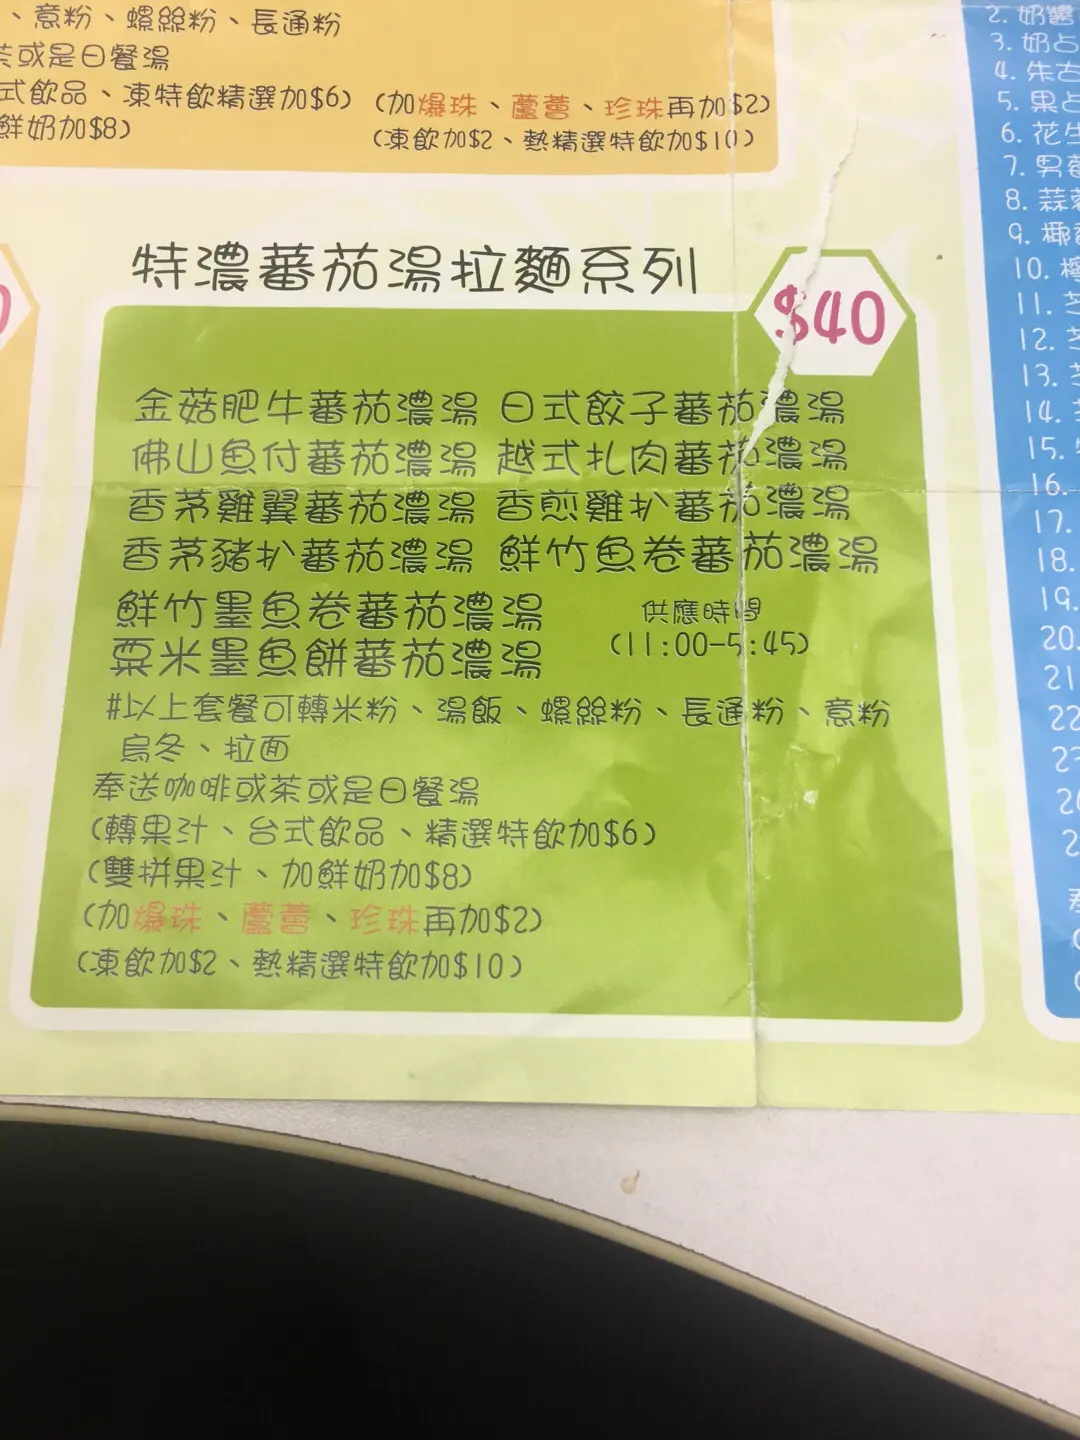 、意粉、螺絲粉、長通粉
茶或是日餐湯
式飲品、凍特飲精選加$6) (加爆珠、蘆薈、珍珠再加$2)
鮮奶加$8) (凍飲加$2、熱精選特飲加$10)
特濃蕃茄湯拉麵系列
$40
金菇肥牛蕃茄濃湯 日式餃子蕃茄濃湯
佛山魚付蕃茄濃湯 越式扎肉蕃茄濃湯
香茅雞翼蕃茄濃湯 香煎雞扒蕃茄濃湯
香茅豬扒蕃茄濃湯 鮮竹魚卷蕃茄濃湯
鮮竹墨魚卷蕃茄濃湯
粟米墨魚餅蕃茄濃湯
供應時間
(11:00-5:45)
#以上套餐可轉米粉、湯飯、螺絲粉、長通粉、意粉
烏冬、拉面
奉送咖啡或茶或是日餐湯
(轉果汁、台式飲品、精選特飲加$6)
(雙拼果汁、加鮮奶加$8)
(加爆珠、蘆薈、珍珠再加$2)
(凍飲加$2、熱精選特飲加$10)
2. 奶醬
3. 奶占
4. 朱古
5. 果占
6. 花生
7.
8. 蒜
9. 椰
10.
11.
12.
13.
14.
15.
16.
17.
18.
19.
20.
21
22
2
2
2